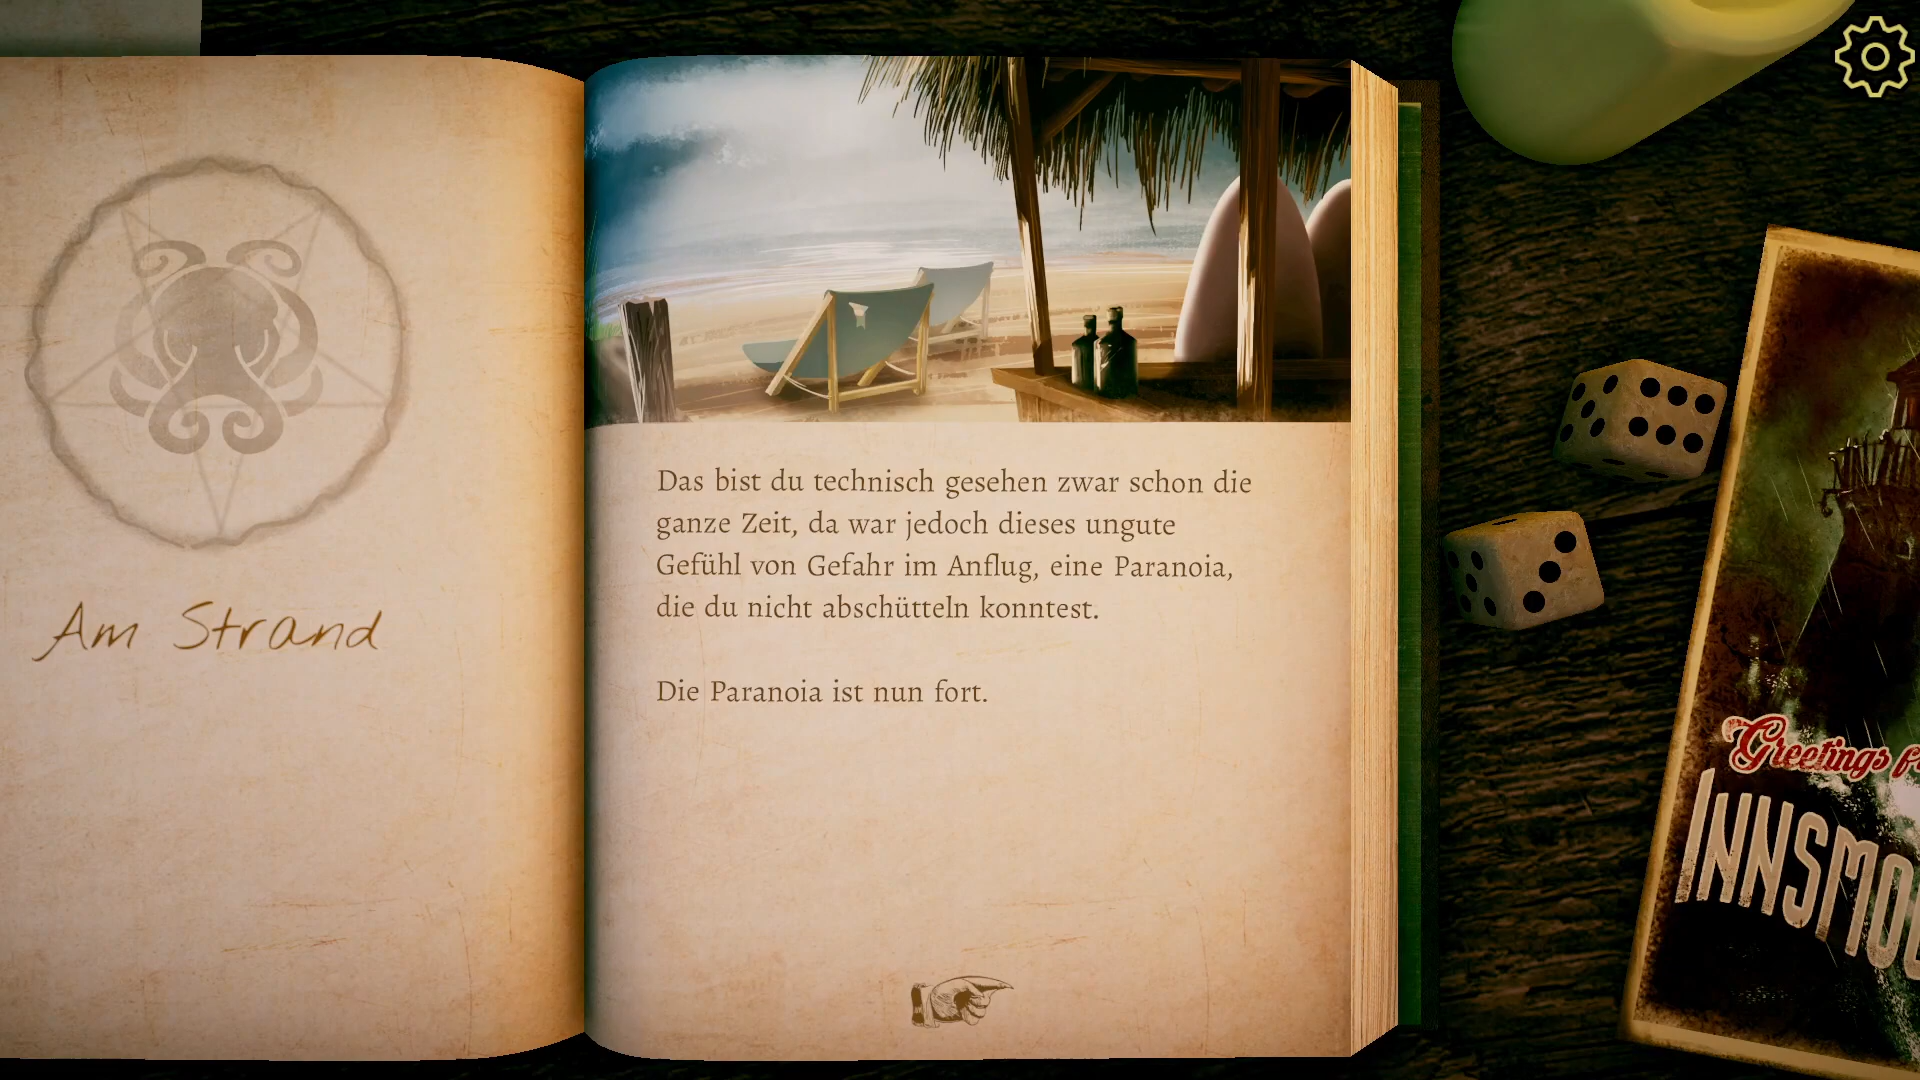 Am Strand
Das bist du technisch gesehen zwar schon die
ganze Zeit, da war jedoch dieses ungute
Gefühl von Gefahr im Anflug, eine Paranoia,
die du nicht abschütteln konntest.
Die Paranoia ist nun fort.
Greetings